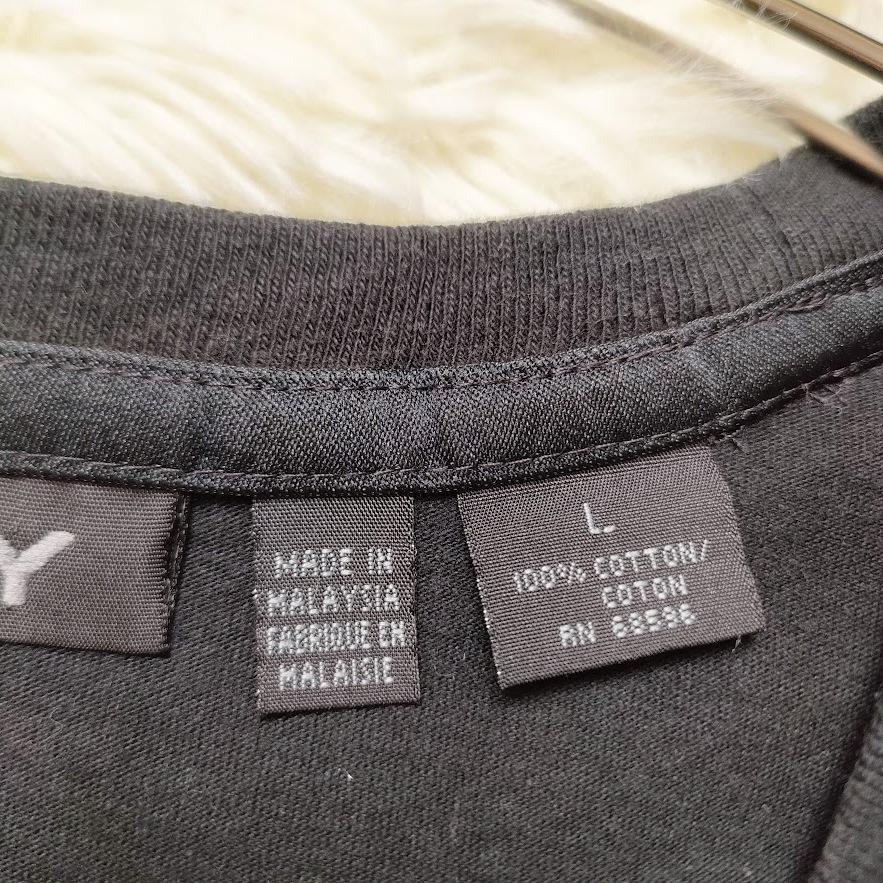 Y
MADE IN
MALAYSIA
FABRIQUE EN
MALAISIE
L
100% COTTON/
COTON
RN